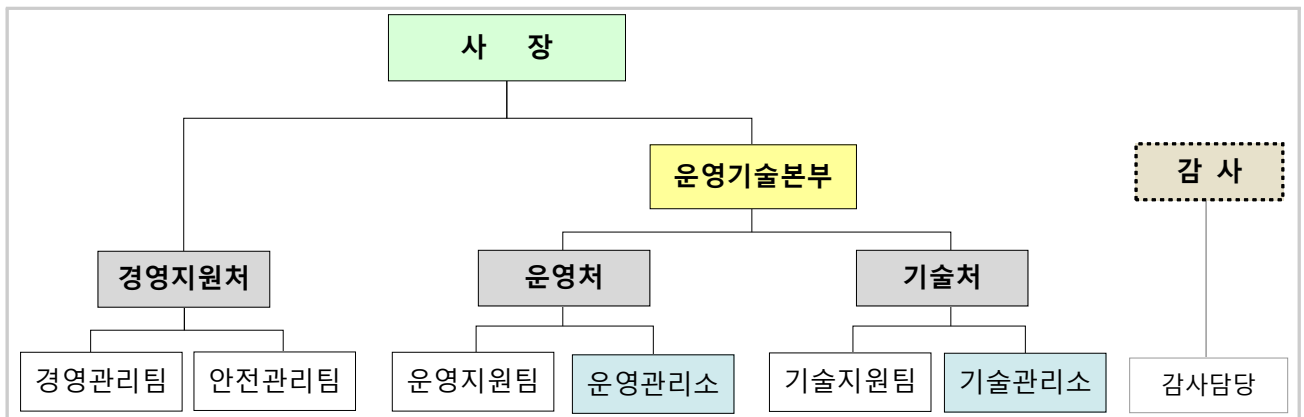 사 장
운영기술본부
감 사
경영지원처
운영처
기술처
경영관리팀
안전관리팀
운영지원팀
운영관리소
기술지원팀
기술관리소
감사담당